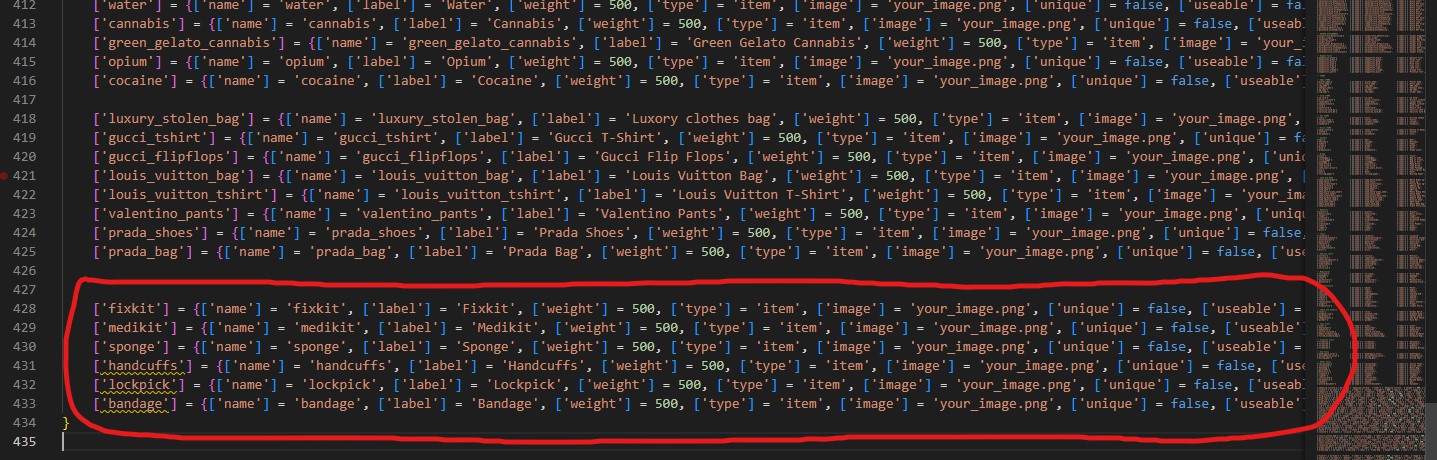 412 ['water'] = {['name'] = 'water', ['label'] = 'Water', ['weight'] = 500, ['type'] = 'item', ['image'] = 'your_image.png', ['unique'] = false, ['useable'] = fa
413 ['cannabis'] = {['name'] = 'cannabis', ['label'] = 'Cannabis', ['weight'] = 500, ['type'] = 'item', ['image'] = 'your_image.png', ['unique'] = false, ['useab
414 ['green_gelato_cannabis'] = {['name'] = 'green_gelato_cannabis', ['label'] = 'Green Gelato Cannabis', ['weight'] = 500, ['type'] = 'item', ['image'] = 'your_
415 ['opium'] = {['name'] = 'opium', ['label'] = 'Opium', ['weight'] = 500, ['type'] = 'item', ['image'] = 'your_image.png', ['unique'] = false, ['useable'] = fa
416 ['cocaine'] = {['name'] = 'cocaine', ['label'] = 'Cocaine', ['weight'] = 500, ['type'] = 'item', ['image'] = 'your_image.png', ['unique'] = false, ['useable'
417
418 ['luxury_stolen_bag'] = {['name'] = 'luxury_stolen_bag', ['label'] = 'Luxory clothes bag', ['weight'] = 500, ['type'] = 'item', ['image'] = 'your_image.png',
419 ['gucci_tshirt'] = {['name'] = 'gucci_tshirt', ['label'] = 'Gucci T-Shirt', ['weight'] = 500, ['type'] = 'item', ['image'] = 'your_image.png', ['unique'] = fa
420 ['gucci_flipflops'] = {['name'] = 'gucci_flipflops', ['label'] = 'Gucci Flip Flops', ['weight'] = 500, ['type'] = 'item', ['image'] = 'your_image.png', ['uniq
421 ['louis_vuitton_bag'] = {['name'] = 'louis_vuitton_bag', ['label'] = 'Louis Vuitton Bag', ['weight'] = 500, ['type'] = 'item', ['image'] = 'your_image.png', [
422 ['louis_vuitton_tshirt'] = {['name'] = 'louis_vuitton_tshirt', ['label'] = 'Louis Vuitton T-Shirt', ['weight'] = 500, ['type'] = 'item', ['image'] = 'your_ima
423 ['valentino_pants'] = {['name'] = 'valentino_pants', ['label'] = 'Valentino Pants', ['weight'] = 500, ['type'] = 'item', ['image'] = 'your_image.png', ['uniqu
424 ['prada_shoes'] = {['name'] = 'prada_shoes', ['label'] = 'Prada Shoes', ['weight'] = 500, ['type'] = 'item', ['image'] = 'your_image.png', ['unique'] = false,
425 ['prada_bag'] = {['name'] = 'prada_bag', ['label'] = 'Prada Bag', ['weight'] = 500, ['type'] = 'item', ['image'] = 'your_image.png', ['unique'] = false, ['use
426
427
428 ['fixkit'] = {['name'] = 'fixkit', ['label'] = 'Fixkit', ['weight'] = 500, ['type'] = 'item', ['image'] = 'your_image.png', ['unique'] = false, ['useable'] =
429 ['medikit'] = {['name'] = 'medikit', ['label'] = 'Medikit', ['weight'] = 500, ['type'] = 'item', ['image'] = 'your_image.png', ['unique'] = false, ['useable'
430 ['sponge'] = {['name'] = 'sponge', ['label'] = 'Sponge', ['weight'] = 500, ['type'] = 'item', ['image'] = 'your_image.png', ['unique'] = false, ['useable'] =
431 ['handcuffs'] = {['name'] = 'handcuffs', ['label'] = 'Handcuffs', ['weight'] = 500, ['type'] = 'item', ['image'] = 'your_image.png', ['unique'] = false, ['use
432 ['lockpick'] = {['name'] = 'lockpick', ['label'] = 'Lockpick', ['weight'] = 500, ['type'] = 'item', ['image'] = 'your_image.png', ['unique'] = false, ['useab
433 ['bandage'] = {['name'] = 'bandage', ['label'] = 'Bandage', ['weight'] = 500, ['type'] = 'item', ['image'] = 'your_image.png', ['unique'] = false, ['useable'
434 }
435